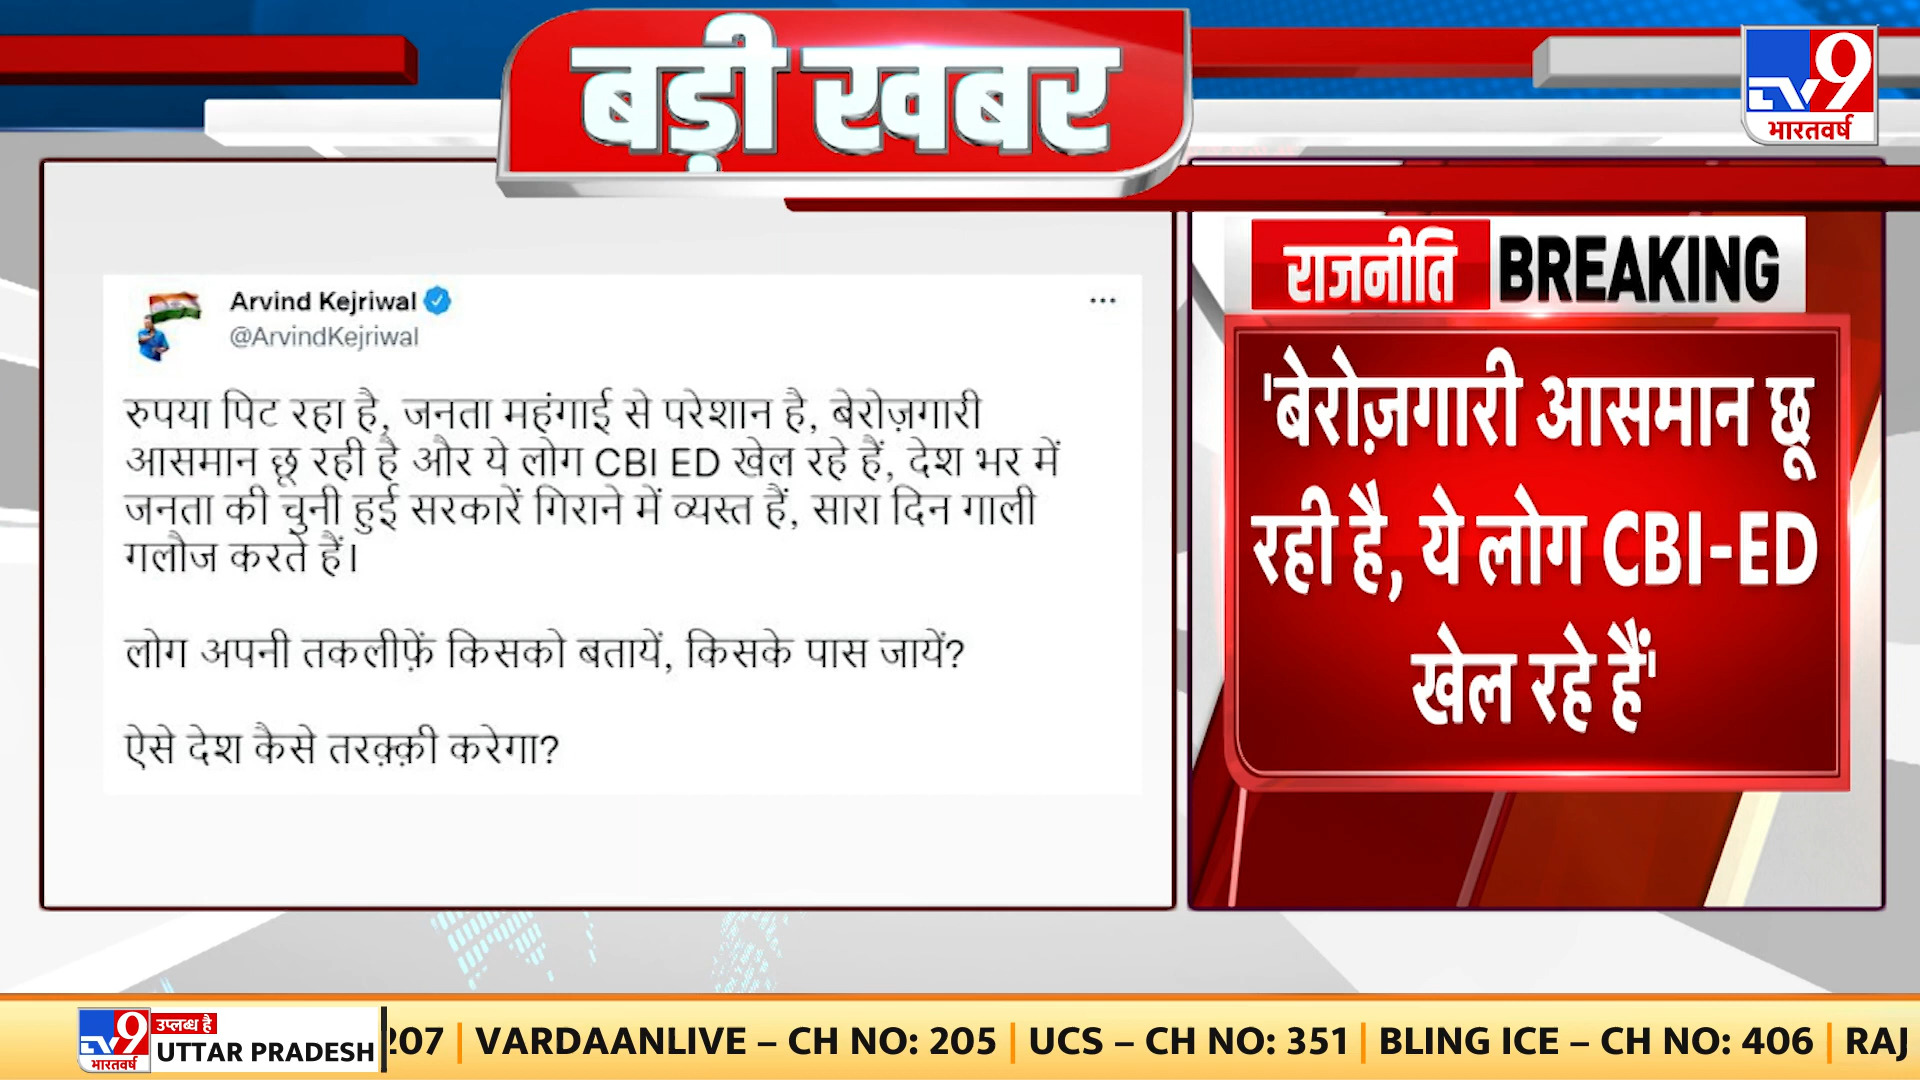 बड़ी खबर
TV9
भारतवर्ष
Arvind Kejriwal
@ArvindKejriwal
रुपया पिट रहा है, जनता महंगाई से परेशान है, बेरोज़गारी
आसमान छू रही है और ये लोग CBI ED खेल रहे हैं, देश भर में
जनता की चुनी हुई सरकारें गिराने में व्यस्त हैं, सारा दिन गाली
गलौज करते हैं।
लोग अपनी तकलीफ़ें किसको बतायें, किसके पास जायें?
ऐसे देश कैसे तरक़्क़ी करेगा?
राजनीति BREAKING
'बेरोज़गारी आसमान छू
रही है, ये लोग CBI-ED
खेल रहे हैं'
TV9
भारतवर्ष
उप्लब्ध है
UTTAR PRADESH
207 | VARDAANLIVE – CH NO: 205 | UCS – CH NO: 351 | BLING ICE – CH NO: 406 | RAJ